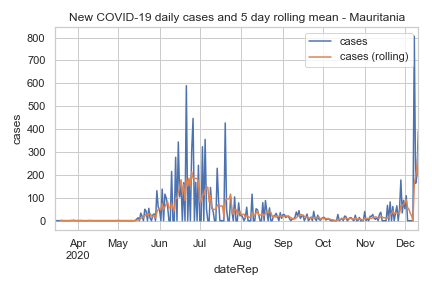 New COVID-19 daily cases and 5 day rolling mean - Mauritania
cases
cases (rolling)
cases
800
700
600
500
400
300
200
100
0
Apr May Jun Jul Aug Sep Oct Nov Dec
2020
dateRep